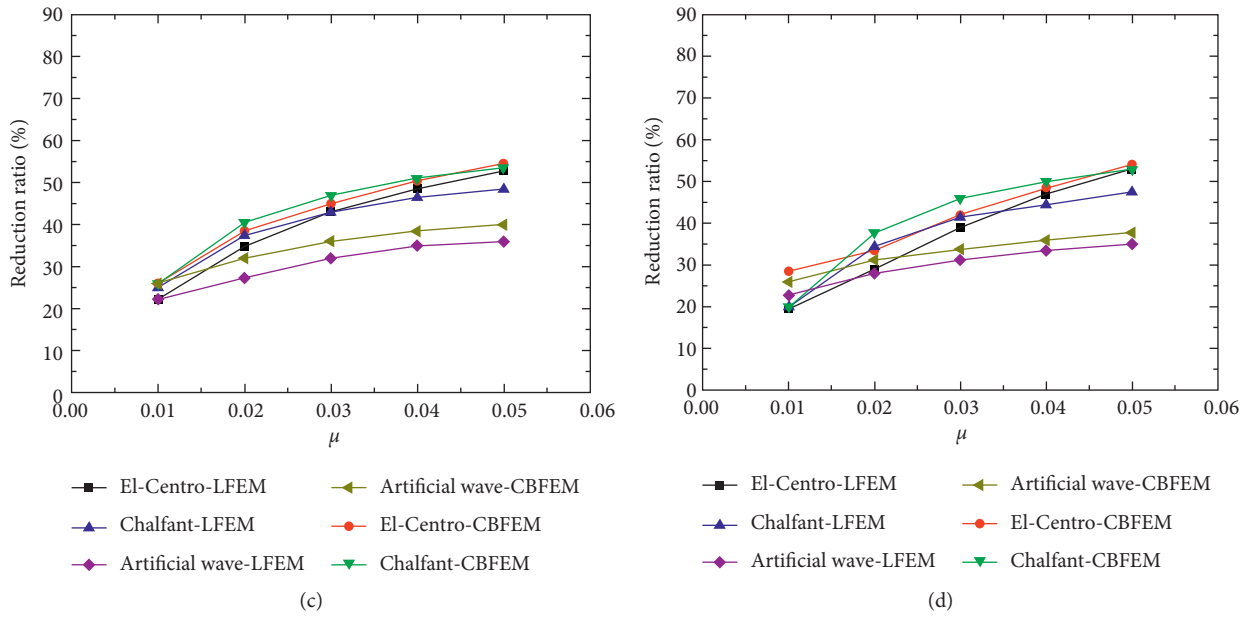 90
80
70
60
50
40
30
20
10
0
Reduction ratio (%)
0.00 0.01 0.02 0.03 0.04 0.05 0.06
μ
El-Centro-LFEM
Chalfant-LFEM
Artificial wave-LFEM
Artificial wave-CBFEM
El-Centro-CBFEM
Chalfant-CBFEM
(c)
90
80
70
60
50
40
30
20
10
0
Reduction ratio (%)
0.00 0.01 0.02 0.03 0.04 0.05 0.06
μ
El-Centro-LFEM
Chalfant-LFEM
Artificial wave-LFEM
Artificial wave-CBFEM
El-Centro-CBFEM
Chalfant-CBFEM
(d)